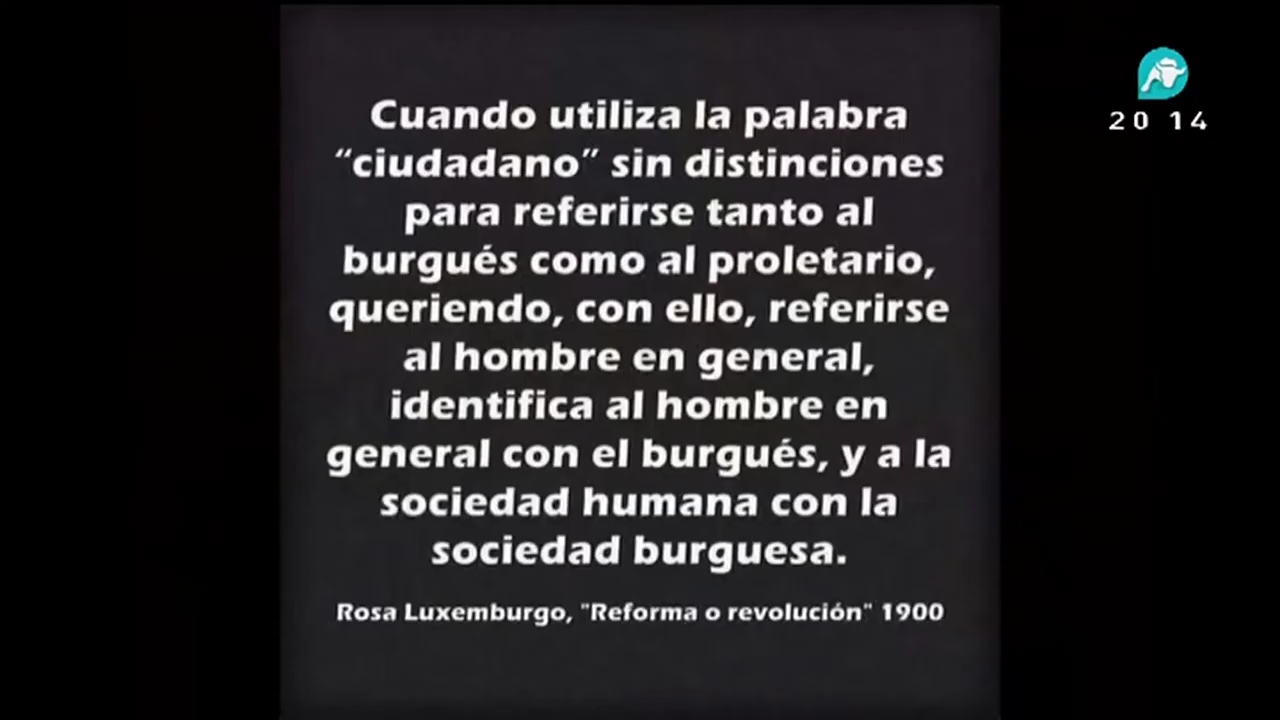 Cuando utiliza la palabra
“ciudadano” sin distinciones
para referirse tanto al
burgués como al proletario,
queriendo, con ello, referirse
al hombre en general,
identifica al hombre en
general con el burgués, y a la
sociedad humana con la
sociedad burguesa.
Rosa Luxemburgo, "Reforma o revolución" 1900
20 14